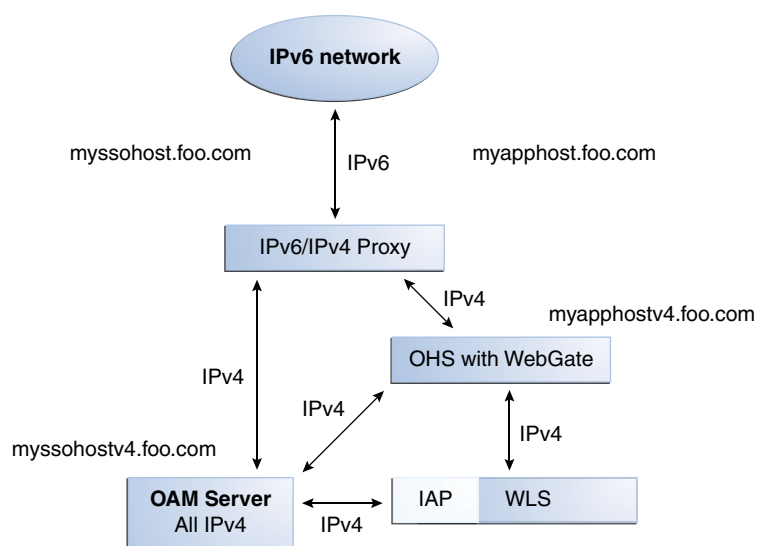 IPv6 network
myssohost.foo.com
IPv6
myapphost.foo.com
IPv6/IPv4 Proxy
IPv4
myapphostv4.foo.com
OHS with WebGate
IPv4
IPv4
IPv4
myssohostv4.foo.com
OAM Server
All IPv4
IPv4
IAP
WLS